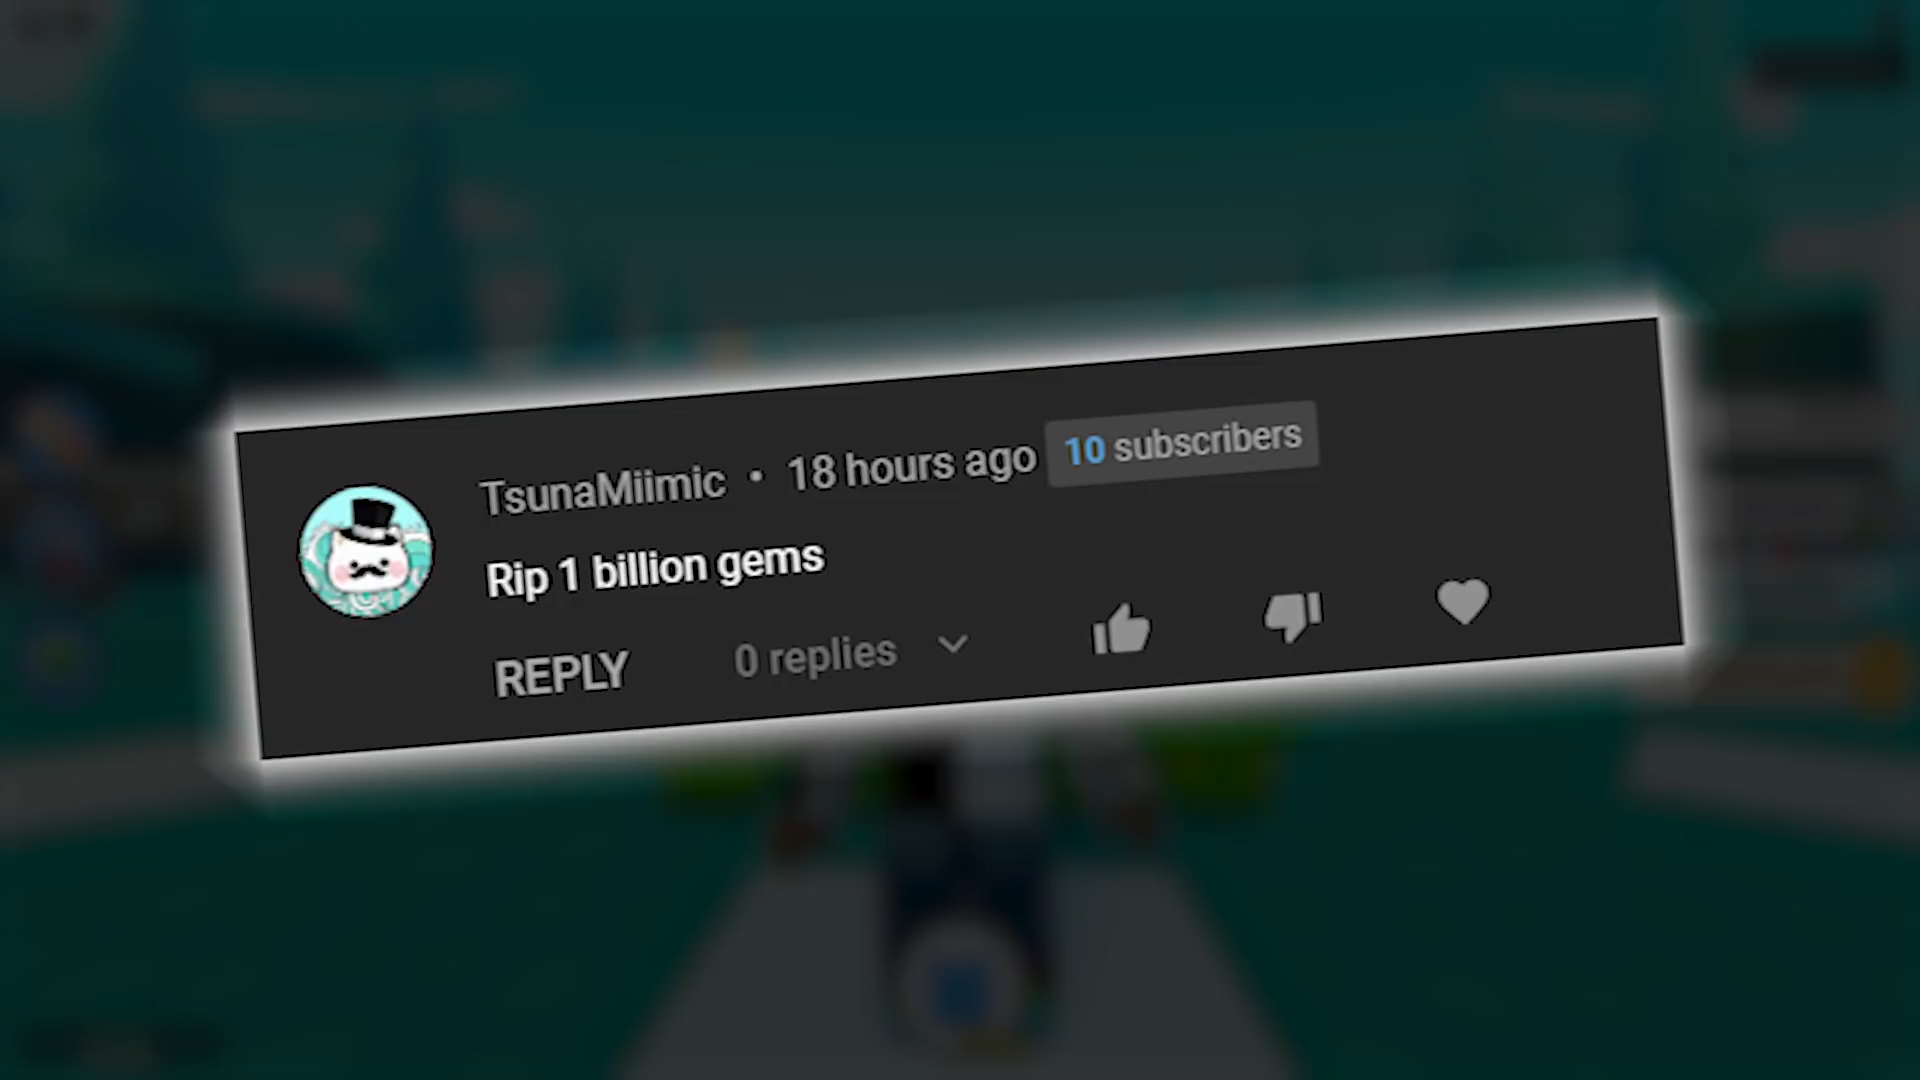 TsunaMiimic • 18 hours ago 10 subscribers
Rip 1 billion gems
REPLY 0 replies